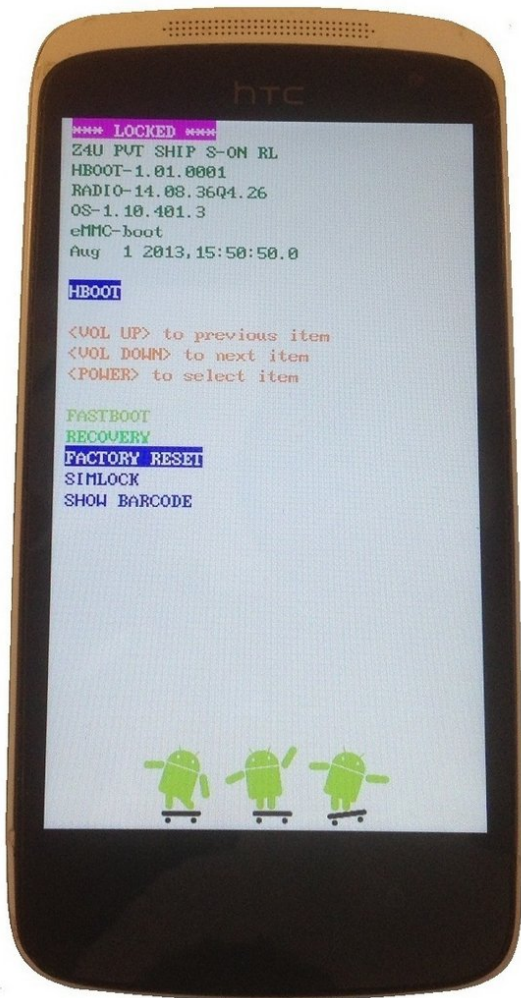 hTC
*** LOCKED ***
Z4U PVT SHIP S-ON RL
HBOOT-1.01.0001
RADIO-14.08.36Q4.26
OS-1.10.401.3
eMMC-boot
Aug 1 2013,15:50:50.0
HBOOT
<VOL UP> to previous item
<VOL DOWN> to next item
<POWER> to select item
FASTBOOT
RECOVERY
FACTORY RESET
SIMLOCK
SHOW BARCODE